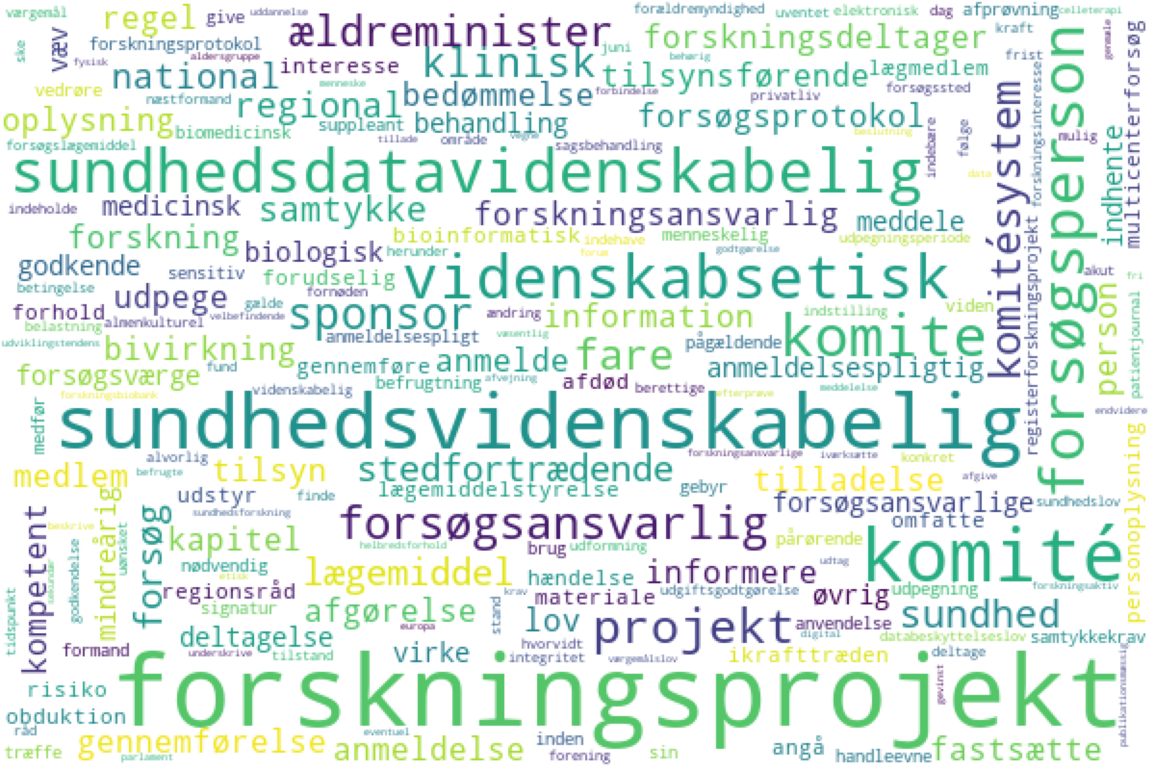 værgemål
regel
give
uddannelse
ældreminister
forældremyndighed
uventet
elektronisk
dag
afprøvning
celleterapi
ske
væv
forskningsprotokol
aldersgruppe
fysisk
interesse
klinisk
juni
forskningsdeltager
kraft
genmæle
vedrøre
national
menneske
behørig
tilsynsførende
forbindelse
lægmedlem
frist
forsøgsperson
multicenterforsøg
næstformand
regional
bedømmelse
privatliv
forsøgssted
oplysning
biomedicinsk
suppleant
behandling
forsøgsprotokol
komitésystem
forskningsinteresse
mulig
indhente
forsøgslægemiddel
tillade
område
vegne
sagsbehandling
beslutning
indebære
følge
sundhedsdatavidenskabelig
data
indeholde
medicinsk
samtykke
forskningsansvarlig
meddele
forskning
biologisk
bioinformatisk
indehave
menneskelig
udpegningsperiode
herunder
forum
godtgørelse
godkende
sensitiv
forudselig
videnskabsetisk
registerforskningsprojekt
akut
fri
betingelse
udpege
fornøden
person
patientjournal
forhold
gælde
sponsor
ændring
information
indstilling
viden
belastning
almenkulturel
velbefindende
anmeldelsespligt
væsentlig
pågældende
komite
udviklingstendens
bivirkning
fund
gennemføre
anmelde
fare
anmeldelsespligtig
forsøgsværge
videnskabelig
befrugtning
afvejning
afdød
berettige
meddelelse
forskningsbiobank
efterprøve
endvidere
medfør
sundhedsvidenskabelig
personoplysning
alvorlig
forskningsansvarlige
iværksætte
konkret
medlem
befrugte
tilsyn
stedfortrædende
tilladelse
afgive
udstyr
finde
lægemiddelstyrelse
gebyr
forsøgsansvarlige
sundhedslov
kompetent
beskrive
mindreårig
uønsket
forsøg
sundhedsforskning
forsøgsansvarlig
omfatte
godkendelse
sekundær
kapitel
helbredsforhold
brug
udformning
pårørende
komité
tidspunkt
nødvendig
etisk
lægemiddel
hændelse
informere
udtag
regionsråd
krav
materiale
udgiftsgodtgørelse
øvrig
udpegning
forskningsaktiv
signatur
afgørelse
stand
lov
projekt
sundhed
formand
deltagelse
europa
hvorvidt
anvendelse
digital
databeskyttelseslov
samtykkekrav
underskrive
tilstand
virke
integritet
værgemålslov
ikrafttræden
deltage
risiko
forskningsprojekt
gevinst
publikationsmæssig
obduktion
råd
eventuel
træffe
gennemførelse
anmeldelse
inden
sin
angå
fastsætte
parlament
forening
handleevne